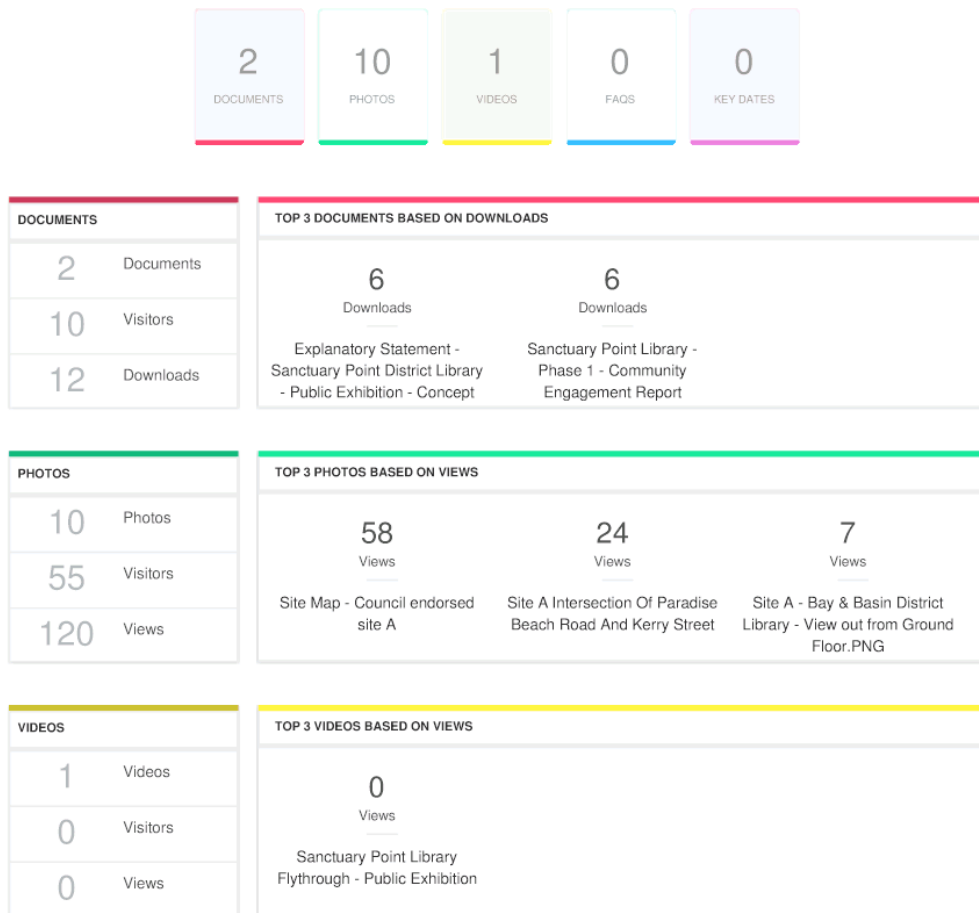 2
DOCUMENTS
10
PHOTOS
1
VIDEOS
0
FAQS
0
KEY DATES
DOCUMENTS
2 Documents
10 Visitors
12 Downloads
TOP 3 DOCUMENTS BASED ON DOWNLOADS
6
Downloads
Explanatory Statement -
Sanctuary Point District Library
- Public Exhibition - Concept
6
Downloads
Sanctuary Point Library -
Phase 1 - Community
Engagement Report
PHOTOS
10 Photos
55 Visitors
120 Views
TOP 3 PHOTOS BASED ON VIEWS
58
Views
Site Map - Council endorsed
site A
24
Views
Site A Intersection Of Paradise
Beach Road And Kerry Street
7
Views
Site A - Bay & Basin District
Library - View out from Ground
Floor.PNG
VIDEOS
1 Videos
0 Visitors
0 Views
TOP 3 VIDEOS BASED ON VIEWS
0
Views
Sanctuary Point Library
Flythrough - Public Exhibition